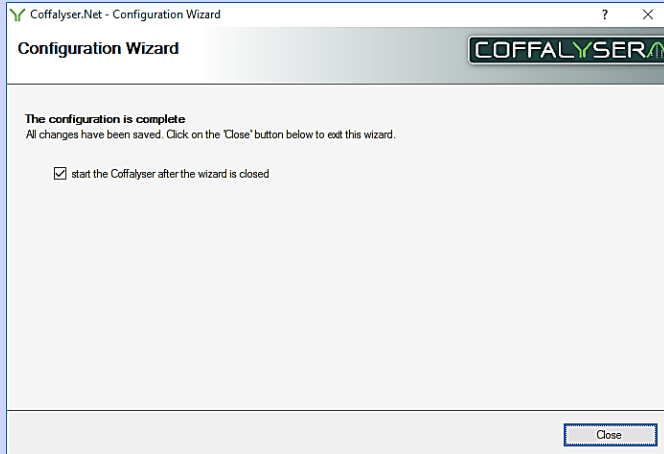 Coffalyser.Net - Configuration Wizard
?
Configuration Wizard
COFFALYSER
The configuration is complete
All changes have been saved. Click on the 'Close' button below to exit this wizard.
start the Coffalyser after the wizard is closed
Close